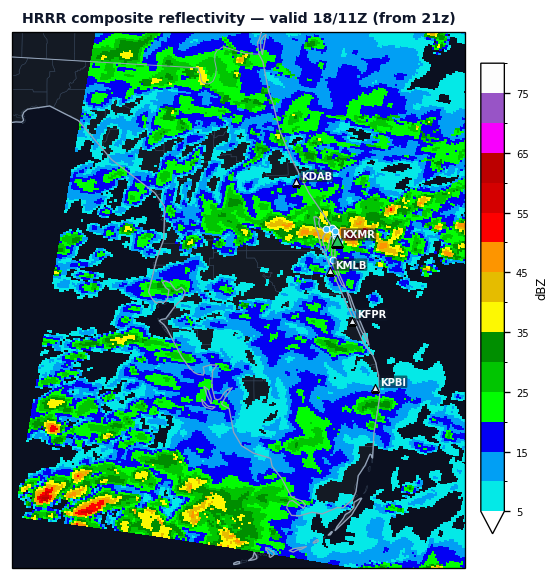 HRRR composite reflectivity — valid 18/11Z (from 21z)
KDAB
KXMR
KMLB
KFPR
KPBI
75
65
55
45
35
25
15
5
dBZ